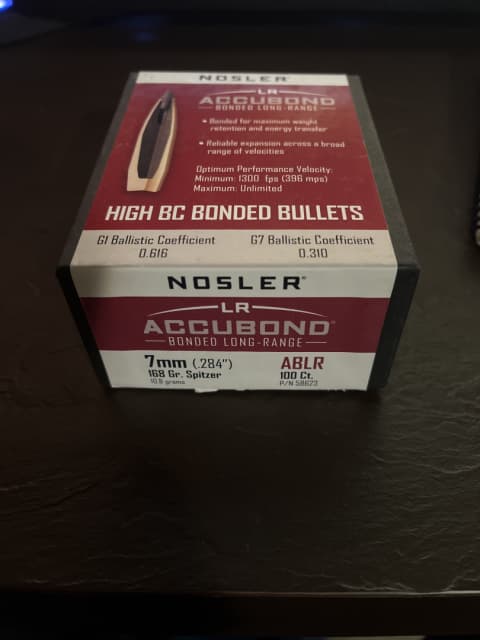 NOSLER®
LR
ACCUBOND
BONDED LONG-RANGE
• Bonded for maximum weight
retention and energy transfer
• Reliable expansion across a broad
range of velocities
Optimum Performance Velocity:
Minimum: 1300 fps (396 mps)
Maximum: Unlimited
HIGH BC BONDED BULLETS
G1 Ballistic Coefficient
0.616
G7 Ballistic Coefficient
0.310
NOSLER®
LR
ACCUBOND
BONDED LONG-RANGE
7mm (.284")
168 Gr. Spitzer
10.9 grams
ABLR
100 Ct.
P/N 58623